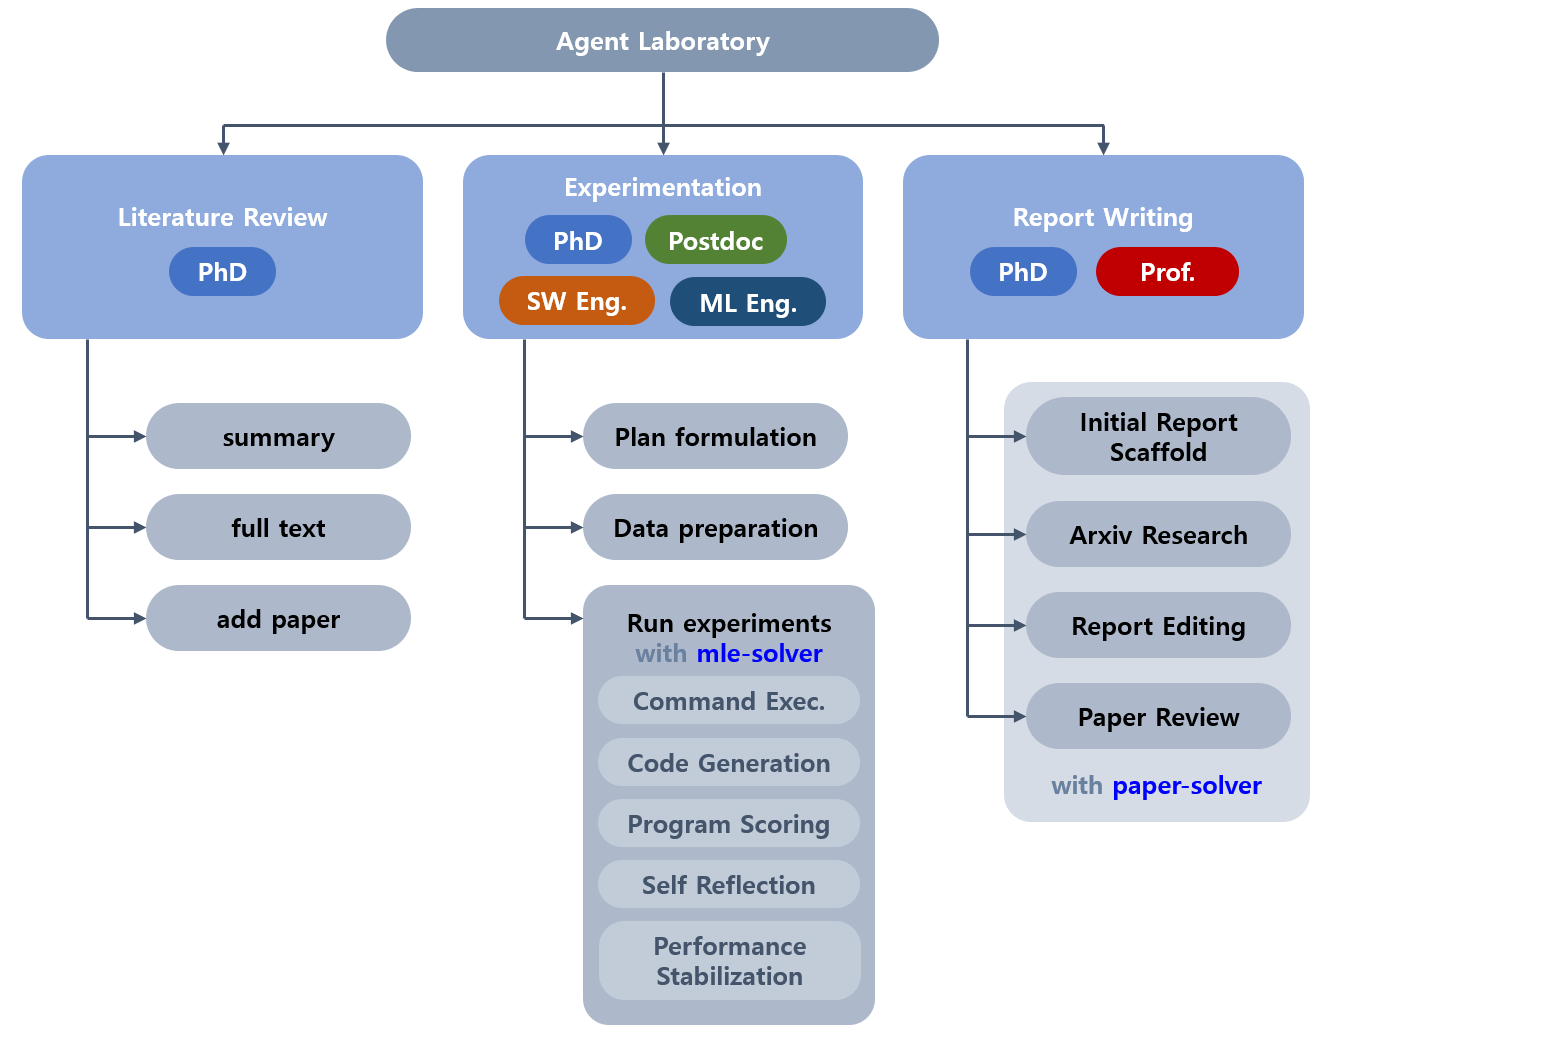 Agent Laboratory
Literature Review
PhD
Experimentation
PhD
Postdoc
SW Eng.
ML Eng.
Report Writing
PhD
Prof.
summary
full text
add paper
Plan formulation
Data preparation
Run experiments
with mle-solver
Command Exec.
Code Generation
Program Scoring
Self Reflection
Performance
Stabilization
Initial Report
Scaffold
Arxiv Research
Report Editing
Paper Review
with paper-solver